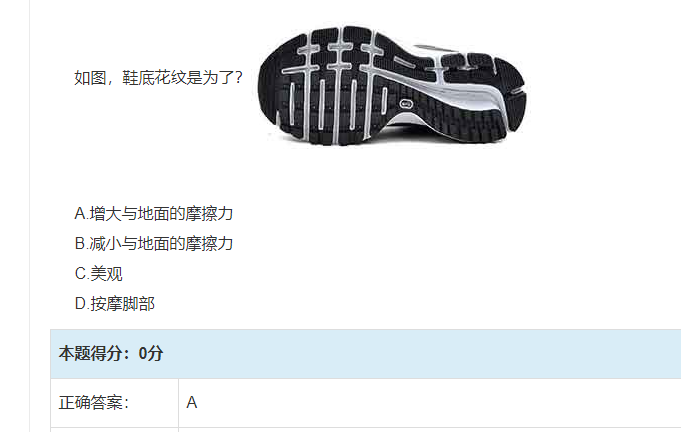 如图，鞋底花纹是为了？
A.增大与地面的摩擦力
B.减小与地面的摩擦力
C.美观
D.按摩脚部
本题得分：0分
正确答案： A